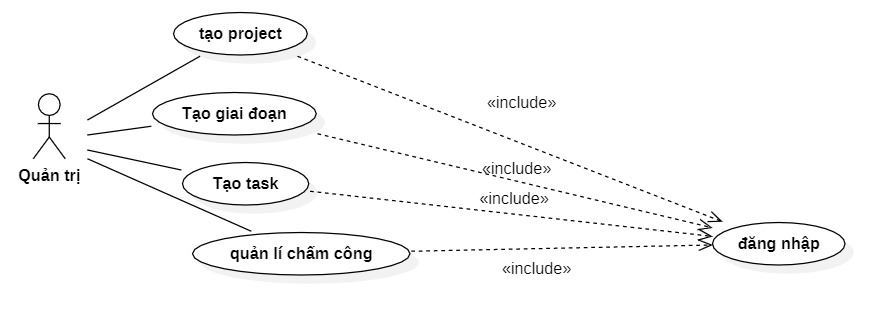 tạo project
«include»
Tạo giai đoạn
«include»
Quản trị
Tạo task
«include»
đăng nhập
quản lí chấm công
«include»